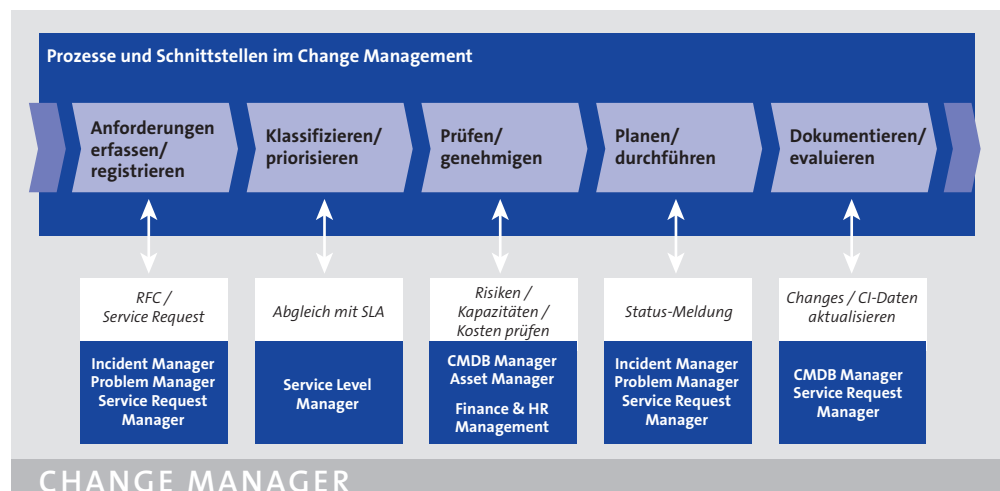 Prozesse und Schnittstellen im Change Management
Anforderungen
erfassen/
registrieren
Klassifizieren/
priorisieren
Prüfen/
genehmigen
Planen/
durchführen
Dokumentieren/
evaluieren
RFC /
Service Request
Abgleich mit SLA
Risiken /
Kapazitäten /
Kosten prüfen
Status-Meldung
Changes / CI-Daten
aktualisieren
Incident Manager
Problem Manager
Service Request
Manager
Service Level
Manager
CMDB Manager
Asset Manager
Finance & HR
Management
Incident Manager
Problem Manager
Service Request
Manager
CMDB Manager
Service Request
Manager
CHANGE MANAGER